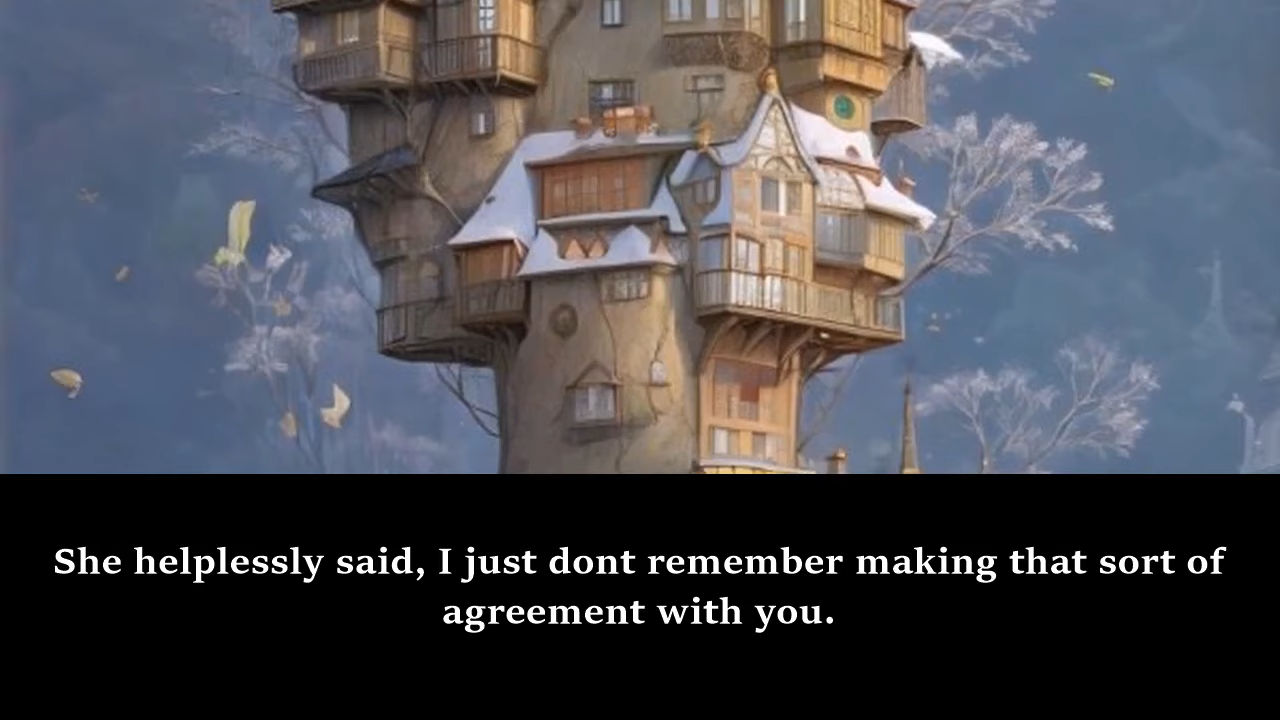 She helplessly said, I just dont remember making that sort of
agreement with you.